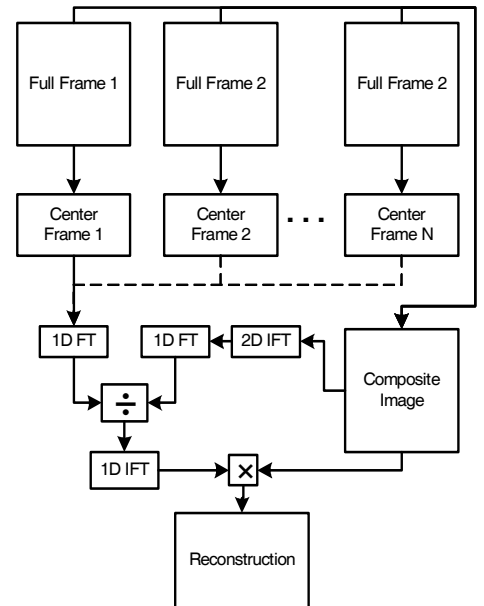 Full Frame 1
Full Frame 2
Full Frame 2
Center
Frame 1
Center
Frame 2
. . .
Center
Frame N
1D FT
1D FT
2D IFT
Composite
Image
÷
1D IFT
×
Reconstruction